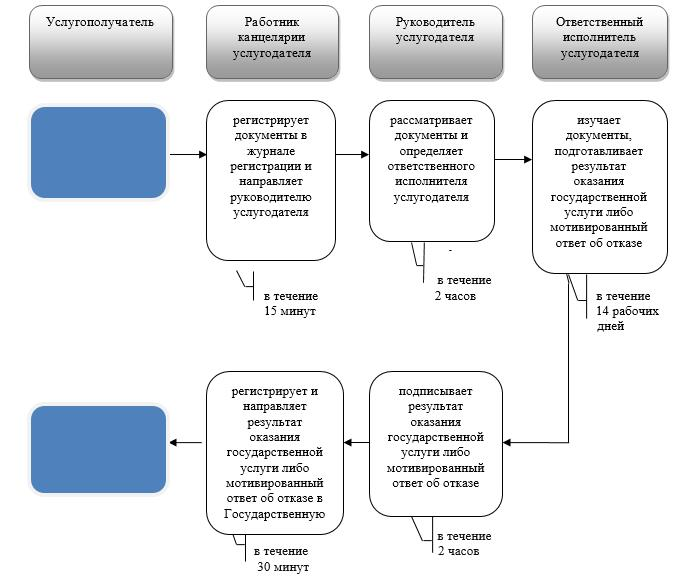 Услугополучатель
Работник
канцелярии
услугодателя
Руководитель
услугодателя
Ответственный
исполнитель
услугодателя
регистрирует
документы в
журнале
регистрации и
направляет
руководителю
услугодателя
рассматривает
документы и
определяет
ответственного
исполнителя
услугодателя
изучает
документы,
подготавливает
результат
оказания
государственной
услуги либо
мотивированный
ответ об отказе
в течение
15 минут
в течение
2 часов
в течение
14 рабочих
дней
регистрирует и
направляет
результат
оказания
государственной
услуги либо
мотивированный
ответ об отказе в
Государственную
подписывает
результат
оказания
государственной
услуги либо
мотивированный
ответ об отказе
в течение
30 минут
в течение
2 часов